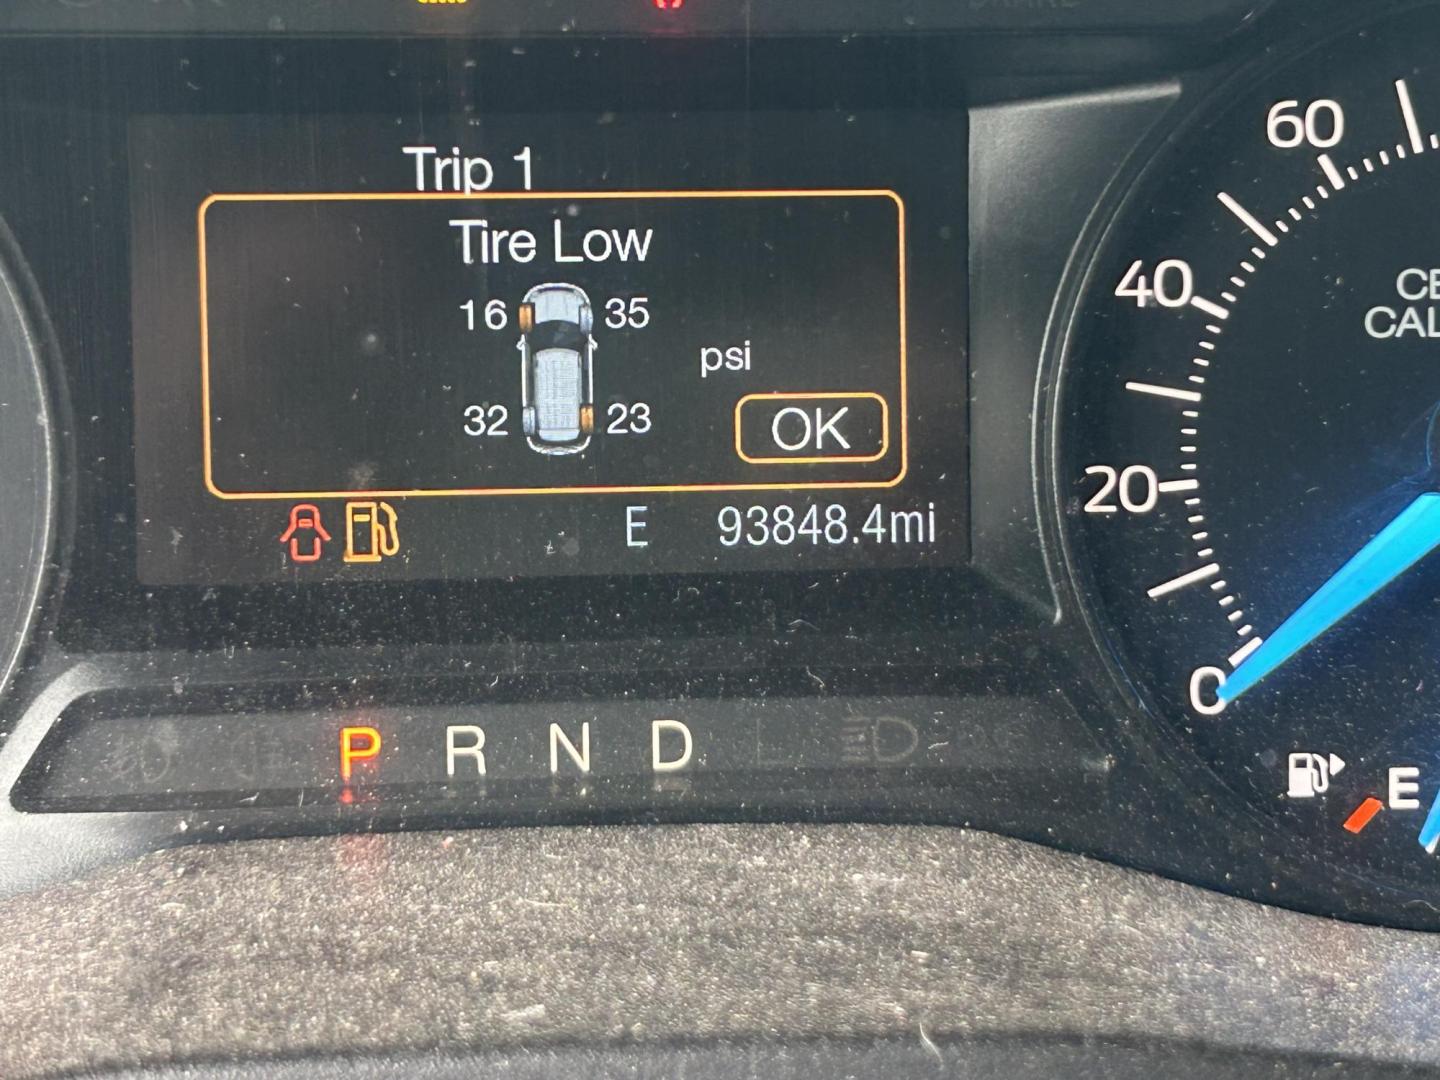 Trip 1
Tire Low
16 35
psi
32 23
OK
E 93848.4mi
P R N D
60
40
20
0
E